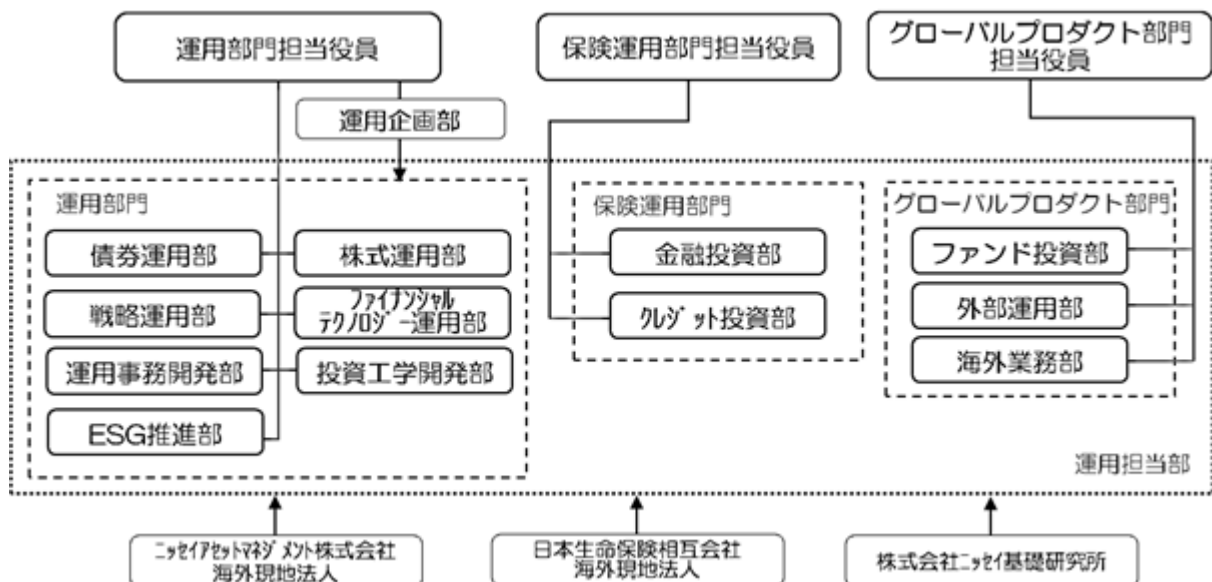 運用部門担当役員
保険運用部門担当役員
グローバルプロダクト部門
担当役員
運用企画部
運用部門
債券運用部
株式運用部
戦略運用部
ファイナンシャル
テクノロジー運用部
運用事務開発部
投資工学開発部
ESG推進部
保険運用部門
金融投資部
クレジット投資部
グローバルプロダクト部門
ファンド投資部
外部運用部
海外業務部
運用担当部
ニッセイアセットマネジメント株式会社
海外現地法人
日本生命保険相互会社
海外現地法人
株式会社ニッセイ基礎研究所